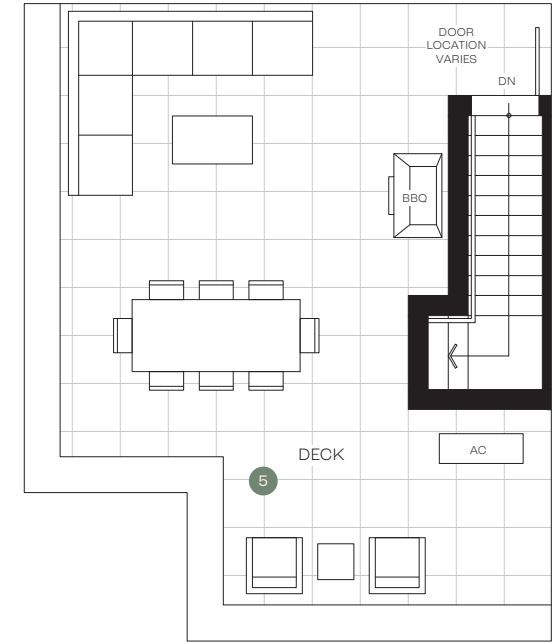 DOOR
LOCATION
VARIES
DN
BBQ
DECK
AC
5